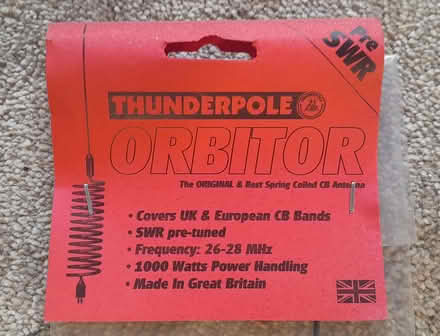 Pre
SWR
THUNDERPOLE
ORBITOR
The ORIGINAL & Best Spring Coiled CB Antenna
• Covers UK & European CB Bands
• SWR pre-tuned
• Frequency: 26-28 MHz
• 1000 Watts Power Handling
• Made In Great Britain